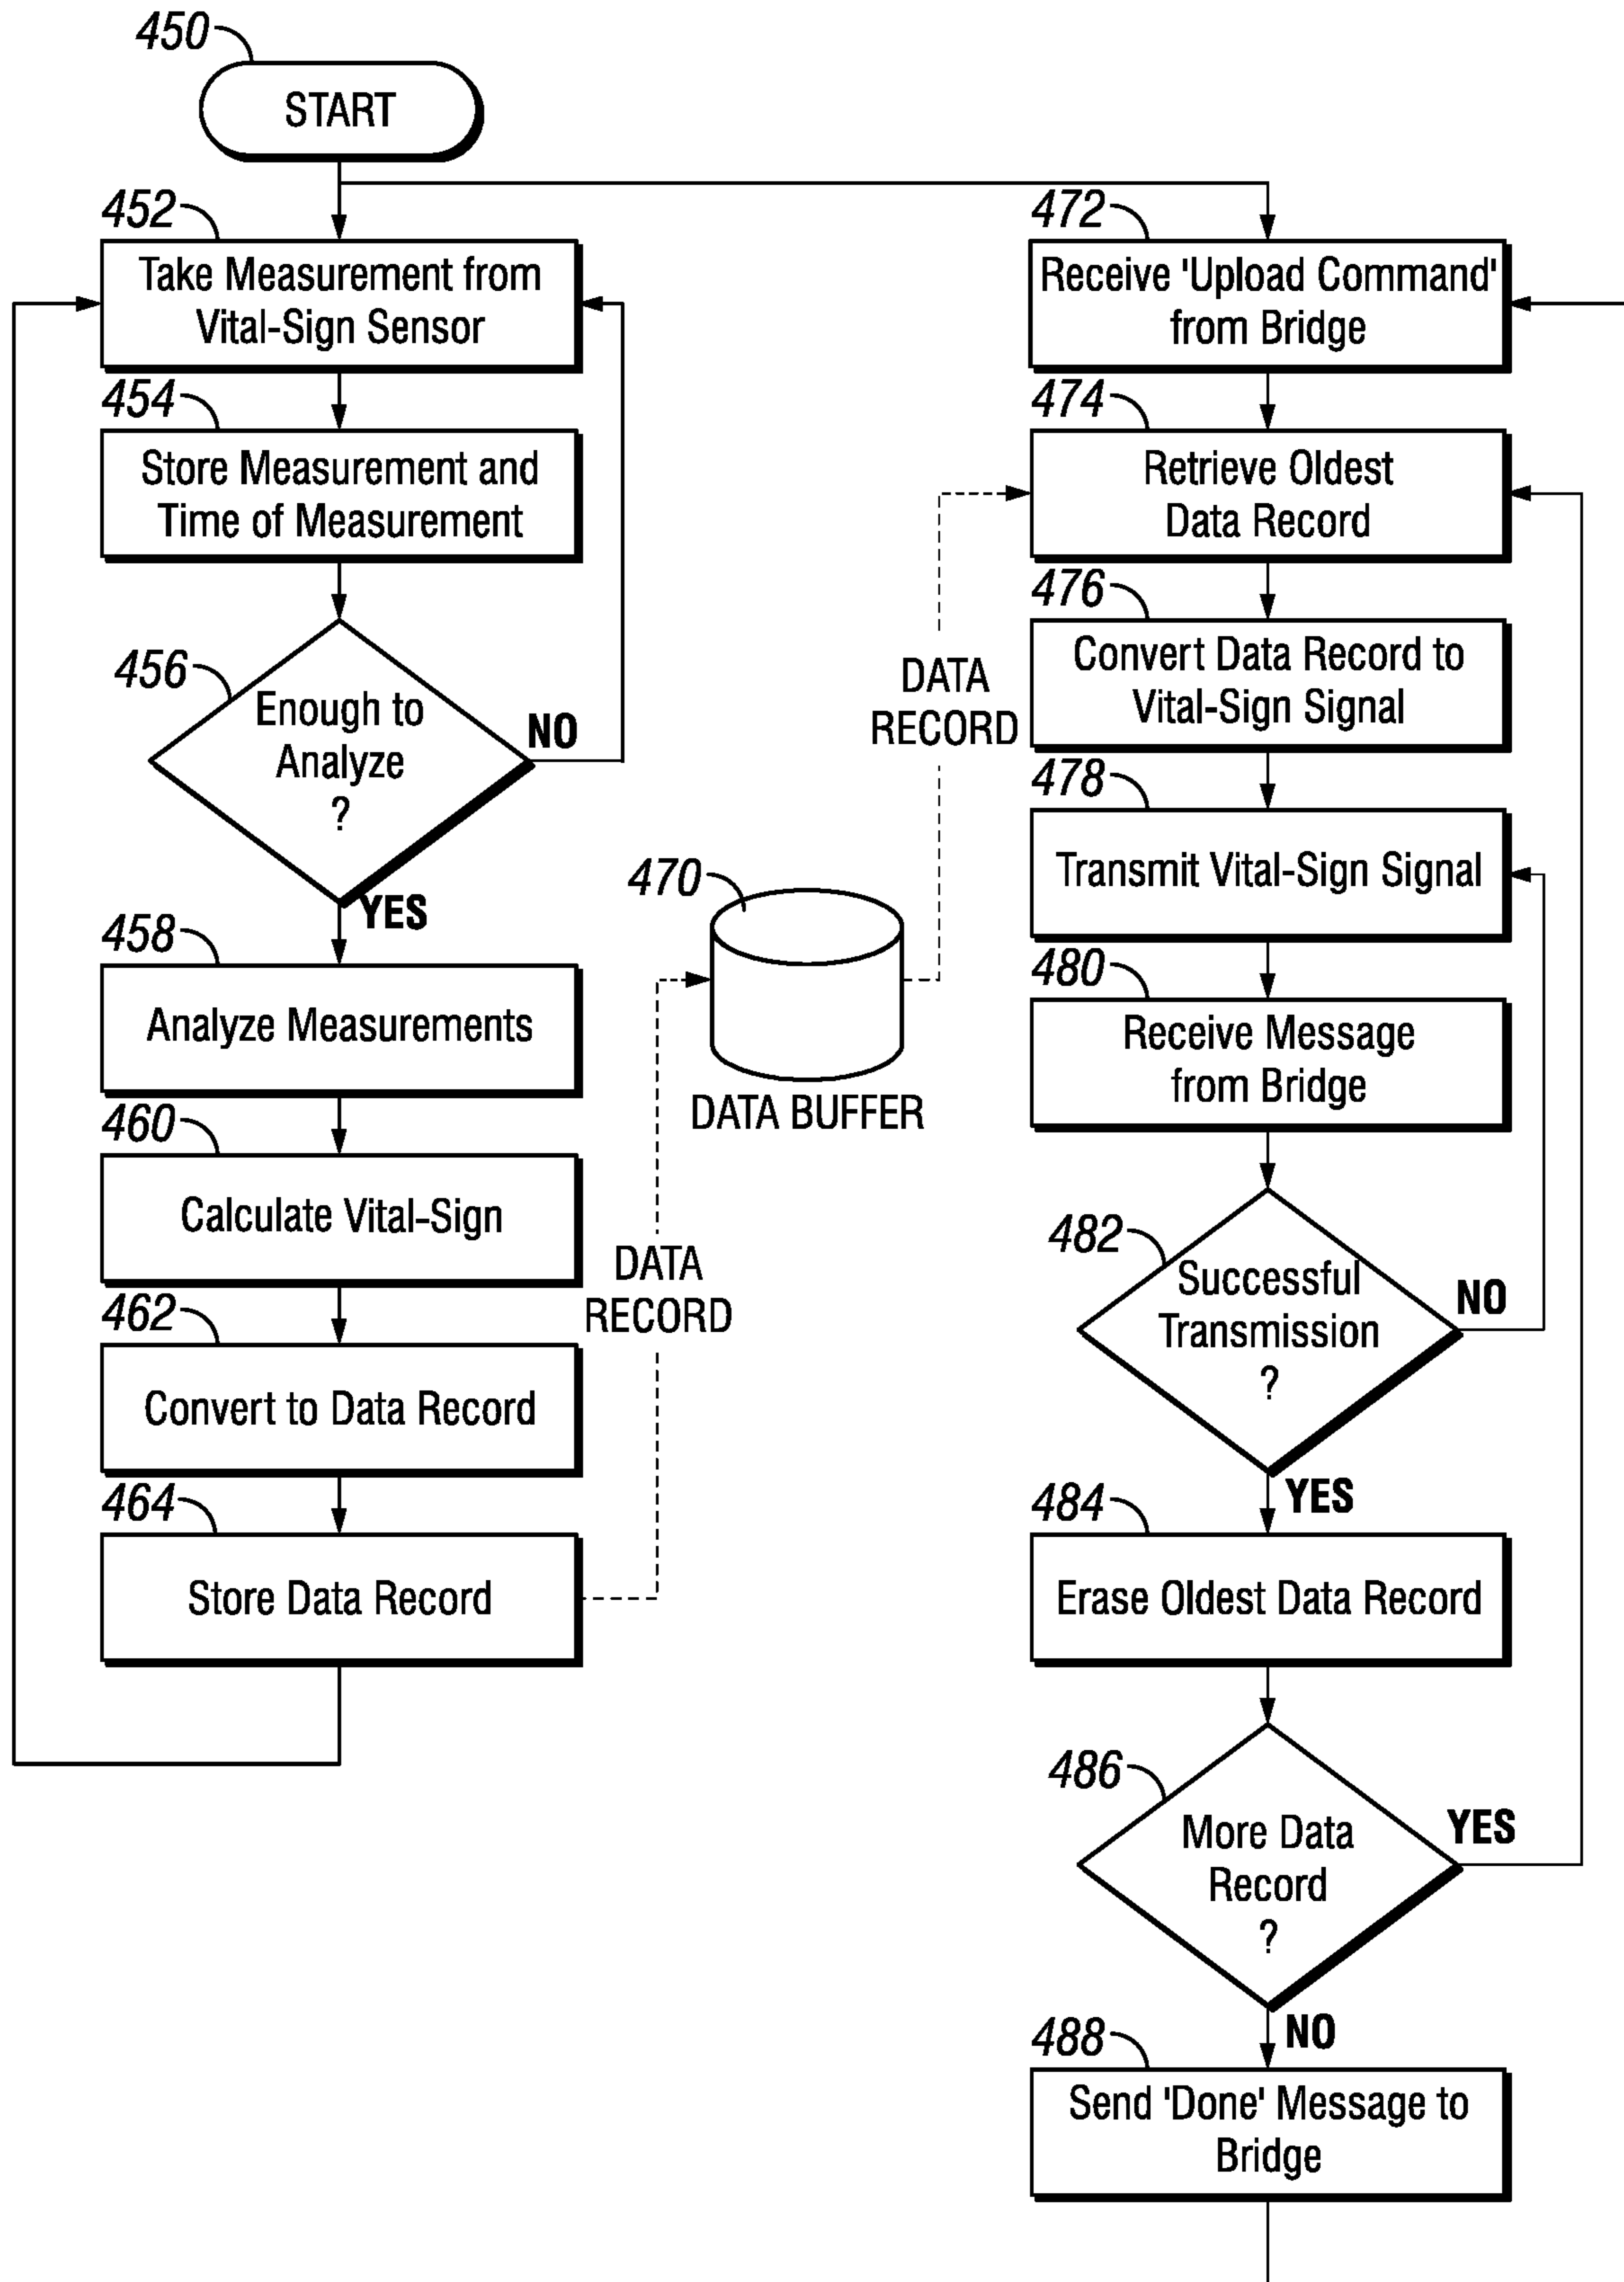 450
START
452
Take Measurement from
Vital-Sign Sensor
454
Store Measurement and
Time of Measurement
456
Enough to
Analyze
?
NO
YES
458
Analyze Measurements
460
Calculate Vital-Sign
462
Convert to Data Record
464
Store Data Record
DATA
RECORD
470
DATA BUFFER
DATA
RECORD
472
Receive 'Upload Command'
from Bridge
474
Retrieve Oldest
Data Record
476
Convert Data Record to
Vital-Sign Signal
478
Transmit Vital-Sign Signal
480
Receive Message
from Bridge
482
Successful
Transmission
?
NO
YES
484
Erase Oldest Data Record
486
More Data
Record
?
YES
NO
488
Send 'Done' Message to
Bridge